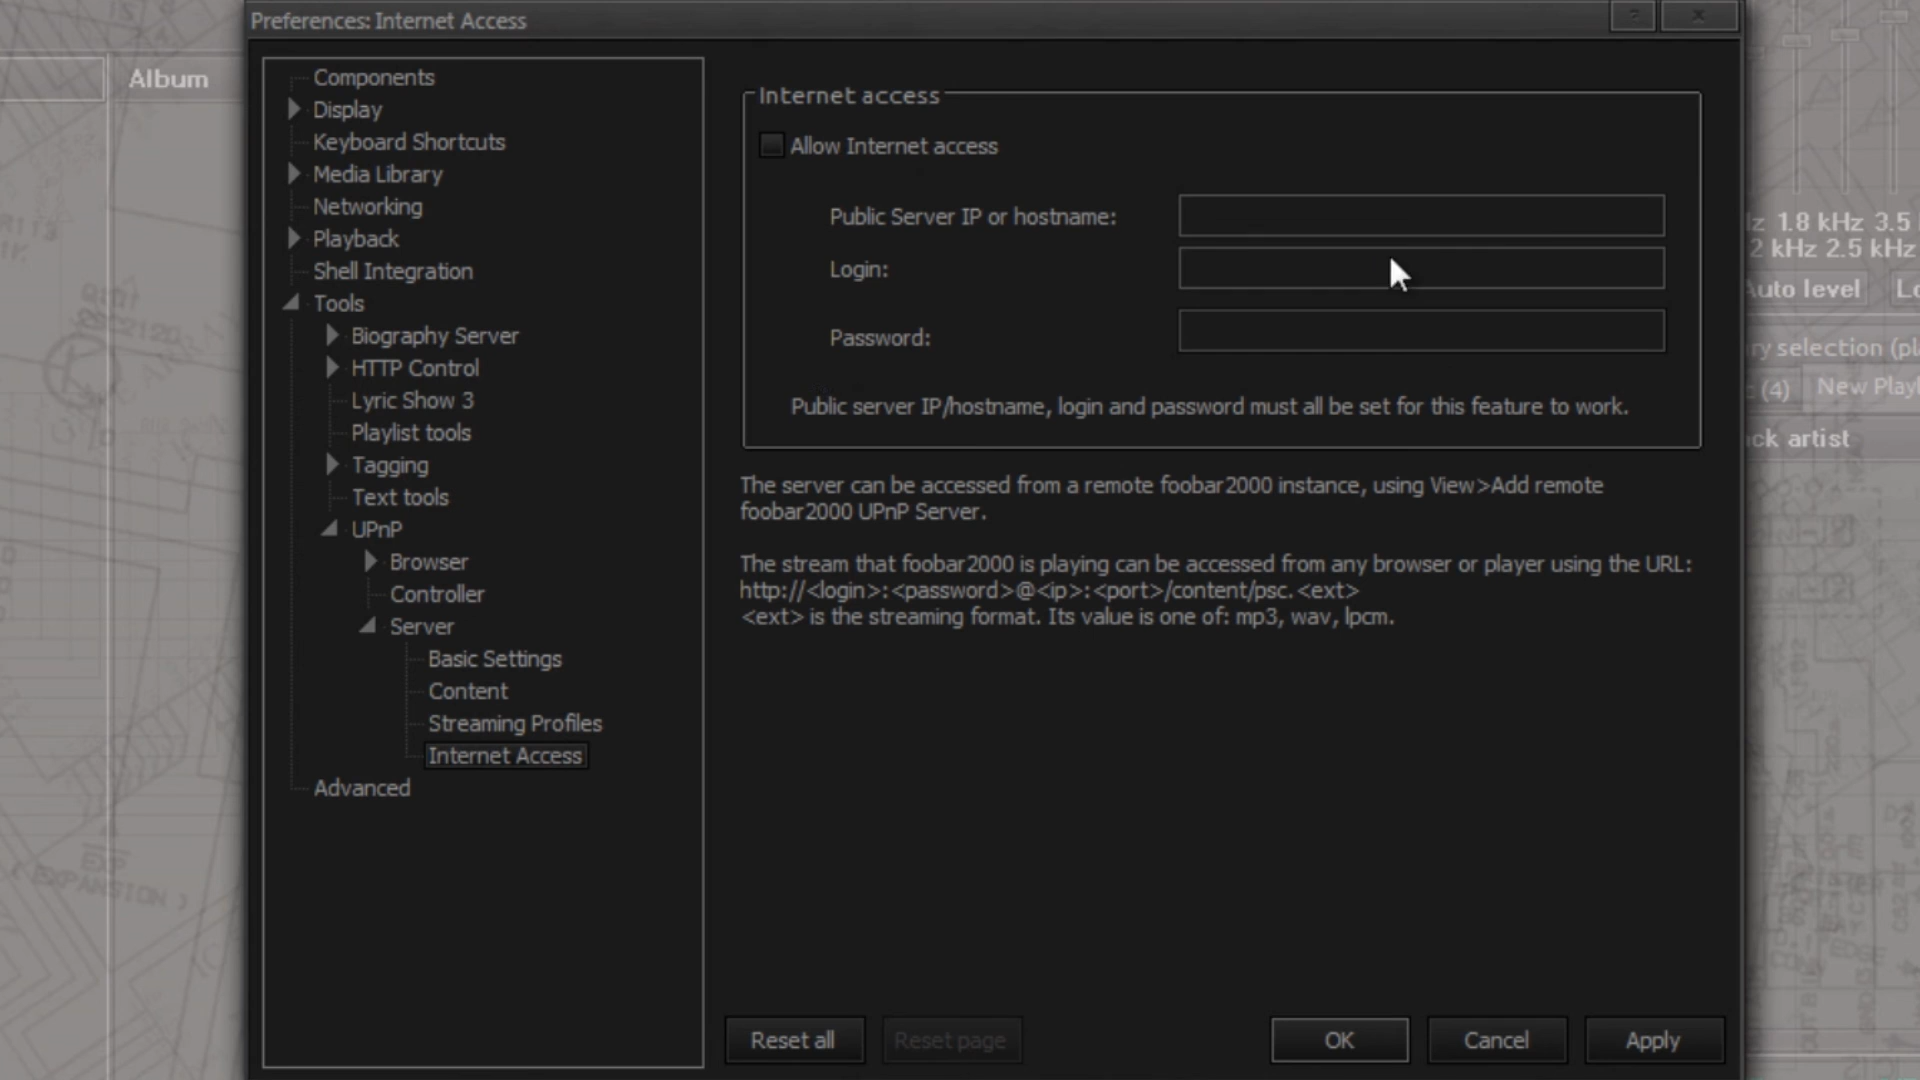 Preferences: Internet Access
Album
Components
Display
Keyboard Shortcuts
Media Library
Networking
Playback
Shell Integration
Tools
Biography Server
HTTP Control
Lyric Show 3
Playlist tools
Tagging
Text tools
UPnP
Browser
Controller
Server
Basic Settings
Content
Streaming Profiles
Internet Access
Advanced
Internet access
Allow Internet access
Public Server IP or hostname:
Login:
Password:
Public server IP/hostname, login and password must all be set for this feature to work.
The server can be accessed from a remote foobar2000 instance, using View>Add remote
foobar2000 UPnP Server.
The stream that foobar2000 is playing can be accessed from any browser or player using the URL:
http://<login>:<password>@<ip>:<port>/content/psc.<ext>
<ext> is the streaming format. Its value is one of: mp3, wav, lpcm.
Reset all
Reset page
OK
Cancel
Apply
1.8 kHz 3.5
2 kHz 2.5 kHz
Auto level
selection
(4)
New
artist
( EXPANSION )